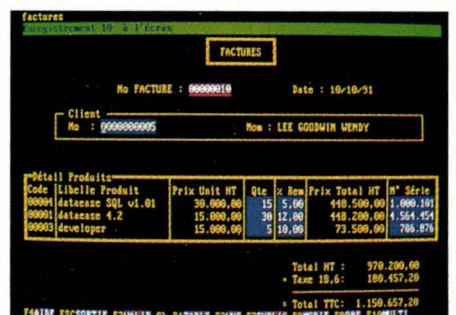 factures
Enregistrement 10 à l'écran
FACTURES
No FACTURE : 00000010 Date : 10/10/91
Client
No : 0000000005 Nom : LEE GOODWIN WENDY
Détail Produits
Code Libelle Produit Prix Unit HT Qte % Rem Prix Total HT N° Série
00004 datease SQL v1.01 30.000,00 15 5,00 448.500,00 1.000.101
00001 datease 4.2 15.000,00 30 12,00 448.200,00 4.564.454
00003 developer 15.000,00 5 10,00 73.500,00 786.876
Total HT : 970.200,00
+ Taxe 18,6: 180.457,20
= Total TTC: 1.150.657,20